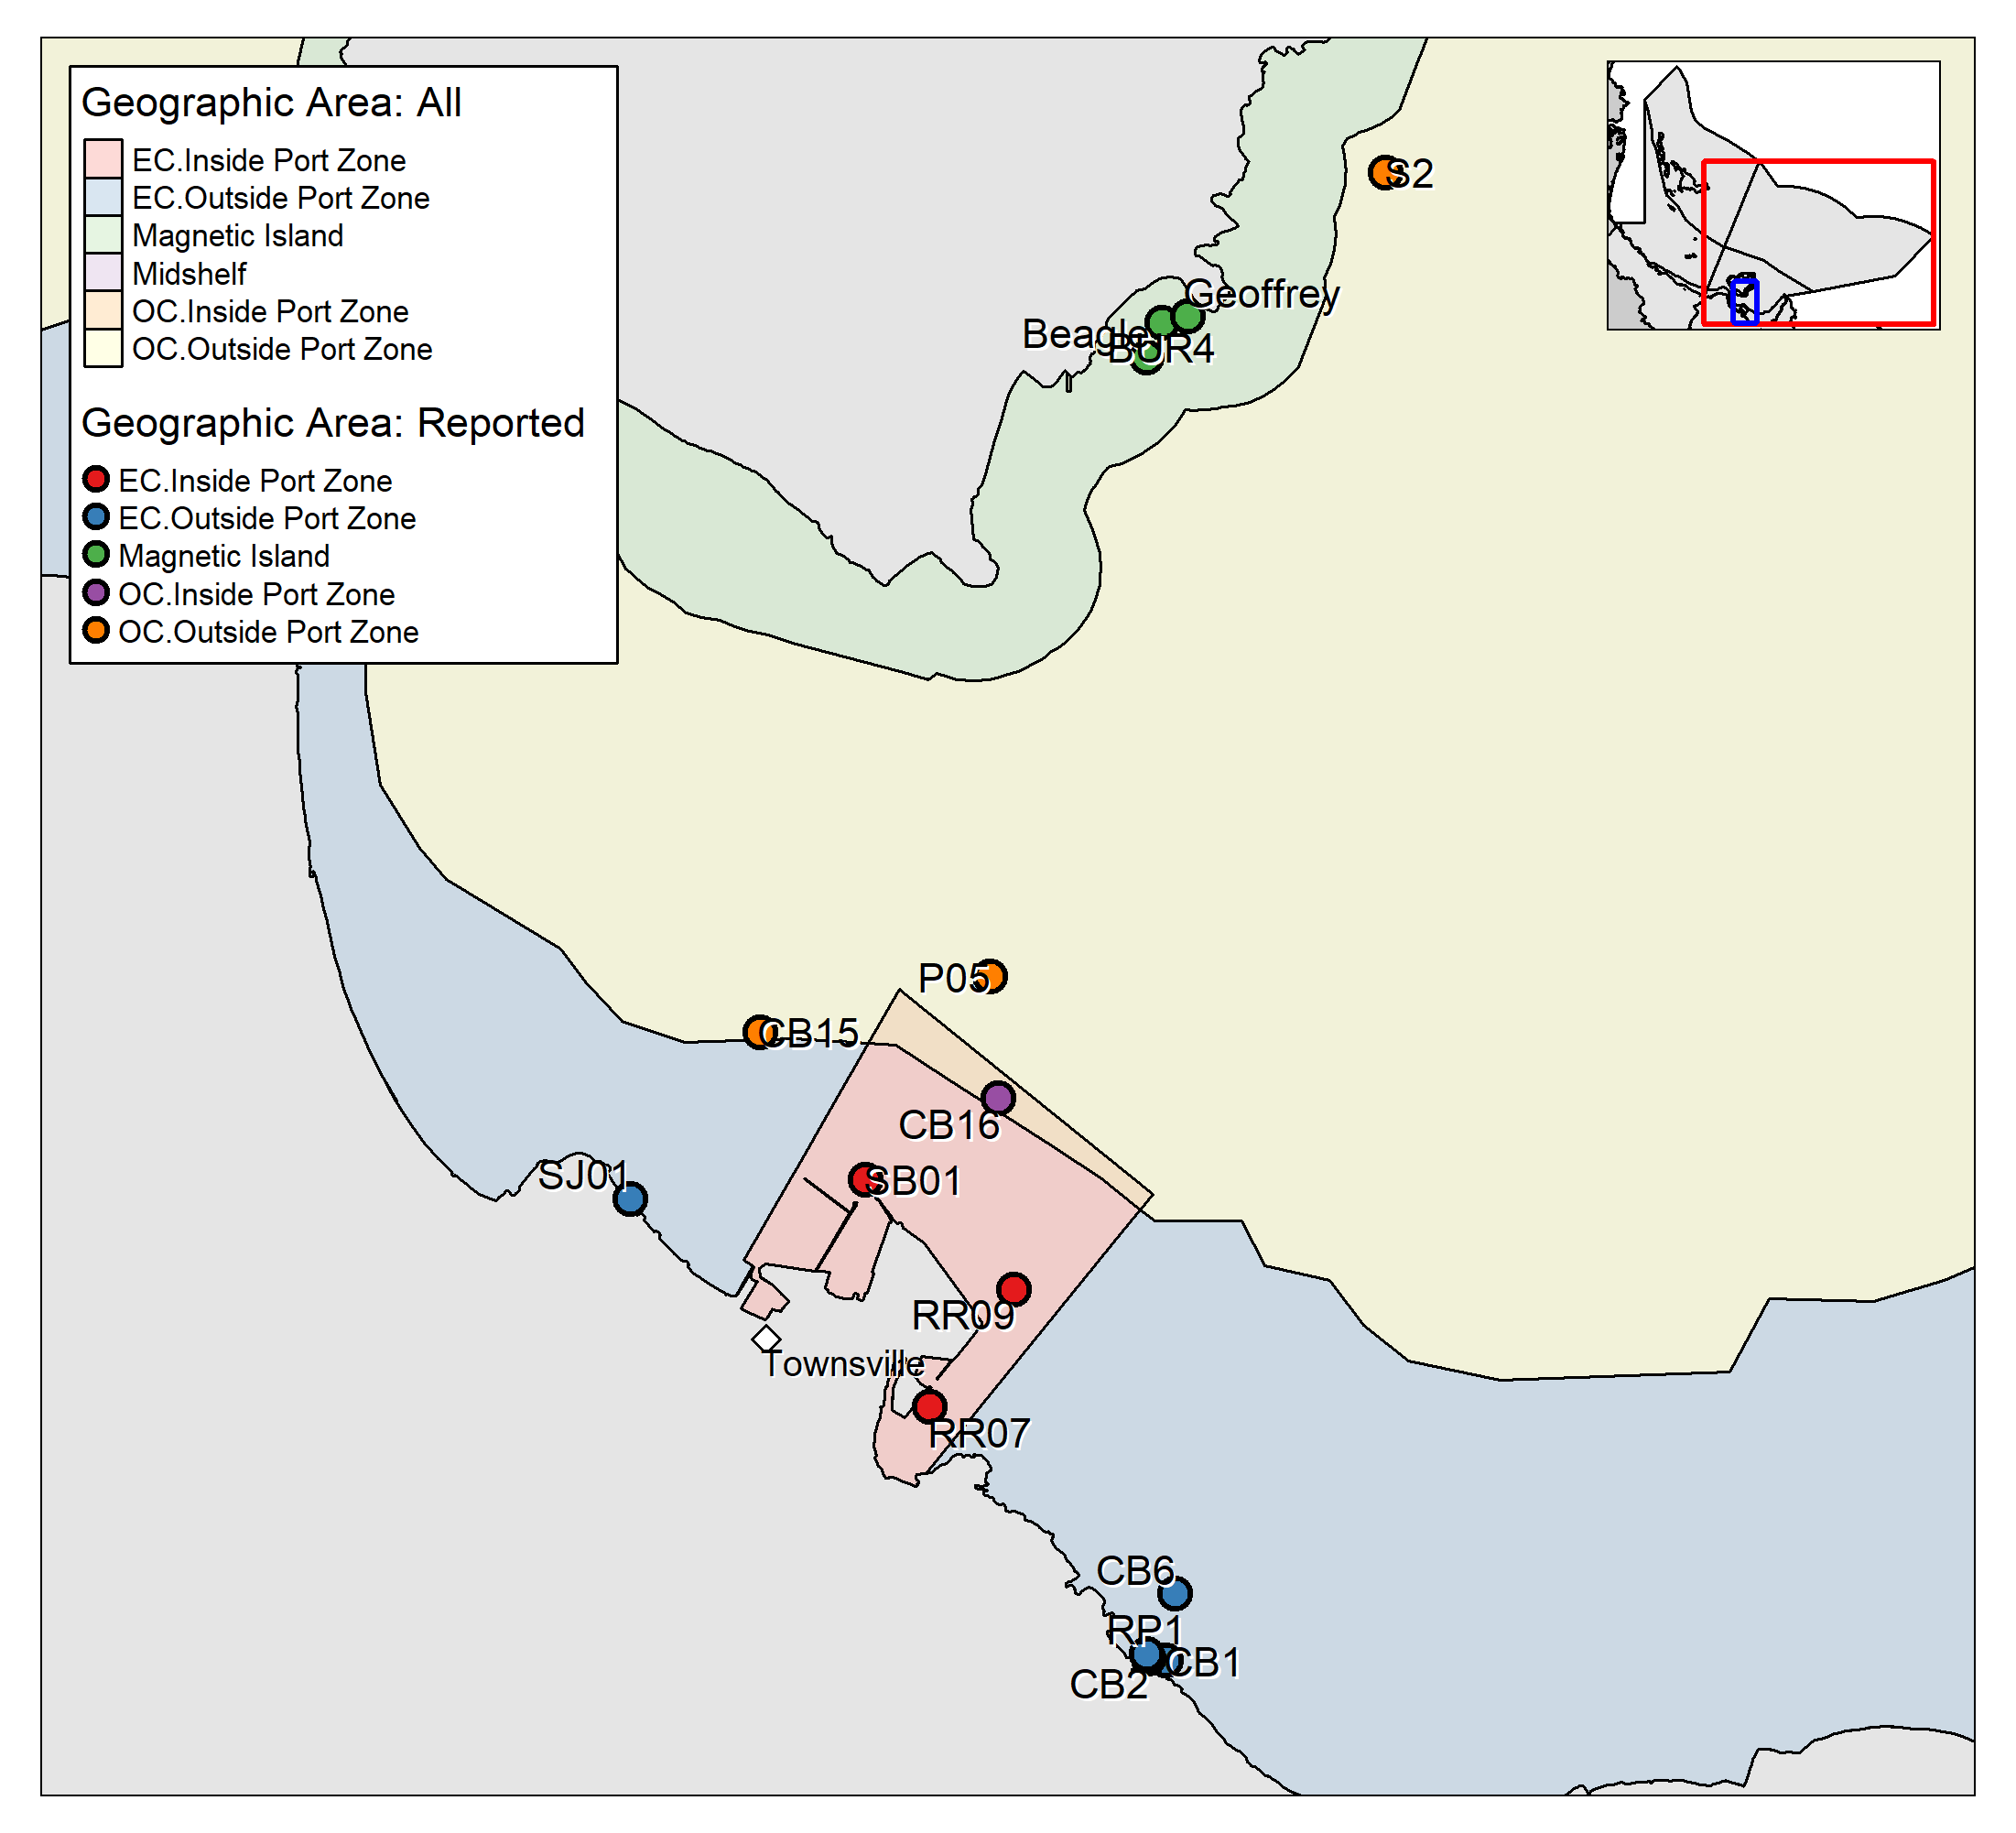 Geographic Area: All
EC.Inside Port Zone
EC.Outside Port Zone
Magnetic Island
Midshelf
OC.Inside Port Zone
OC.Outside Port Zone
Geographic Area: Reported
EC.Inside Port Zone
EC.Outside Port Zone
Magnetic Island
OC.Inside Port Zone
OC.Outside Port Zone
S2
Geoffrey
Beagle
BUR4
P05
CB15
CB16
SJ01
SB01
RR09
Townsville
RR07
CB6
RP1
CB1
CB2